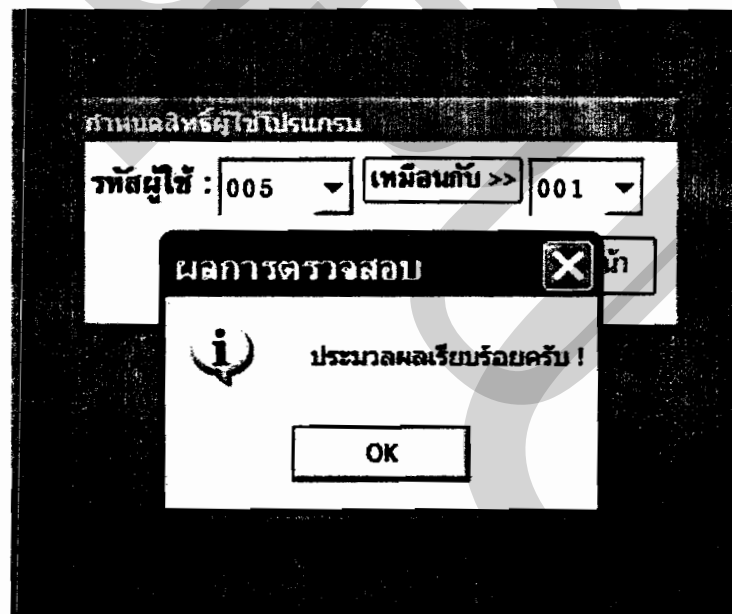 กำหนดสิทธิ์ผู้ใช้โปรแกรม
รหัสผู้ใช้ : 005 เหมือนกับ >> 001
ผลการตรวจสอบ
ประมวลผลเรียบร้อยครับ !
OK